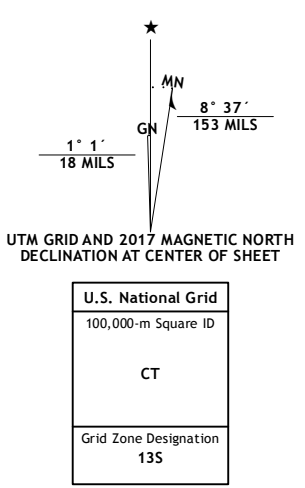 ★
MN
GN
8° 37´
153 MILS
1° 1´
18 MILS
UTM GRID AND 2017 MAGNETIC NORTH
DECLINATION AT CENTER OF SHEET
U.S. National Grid
100,000-m Square ID
CT
Grid Zone Designation
13S